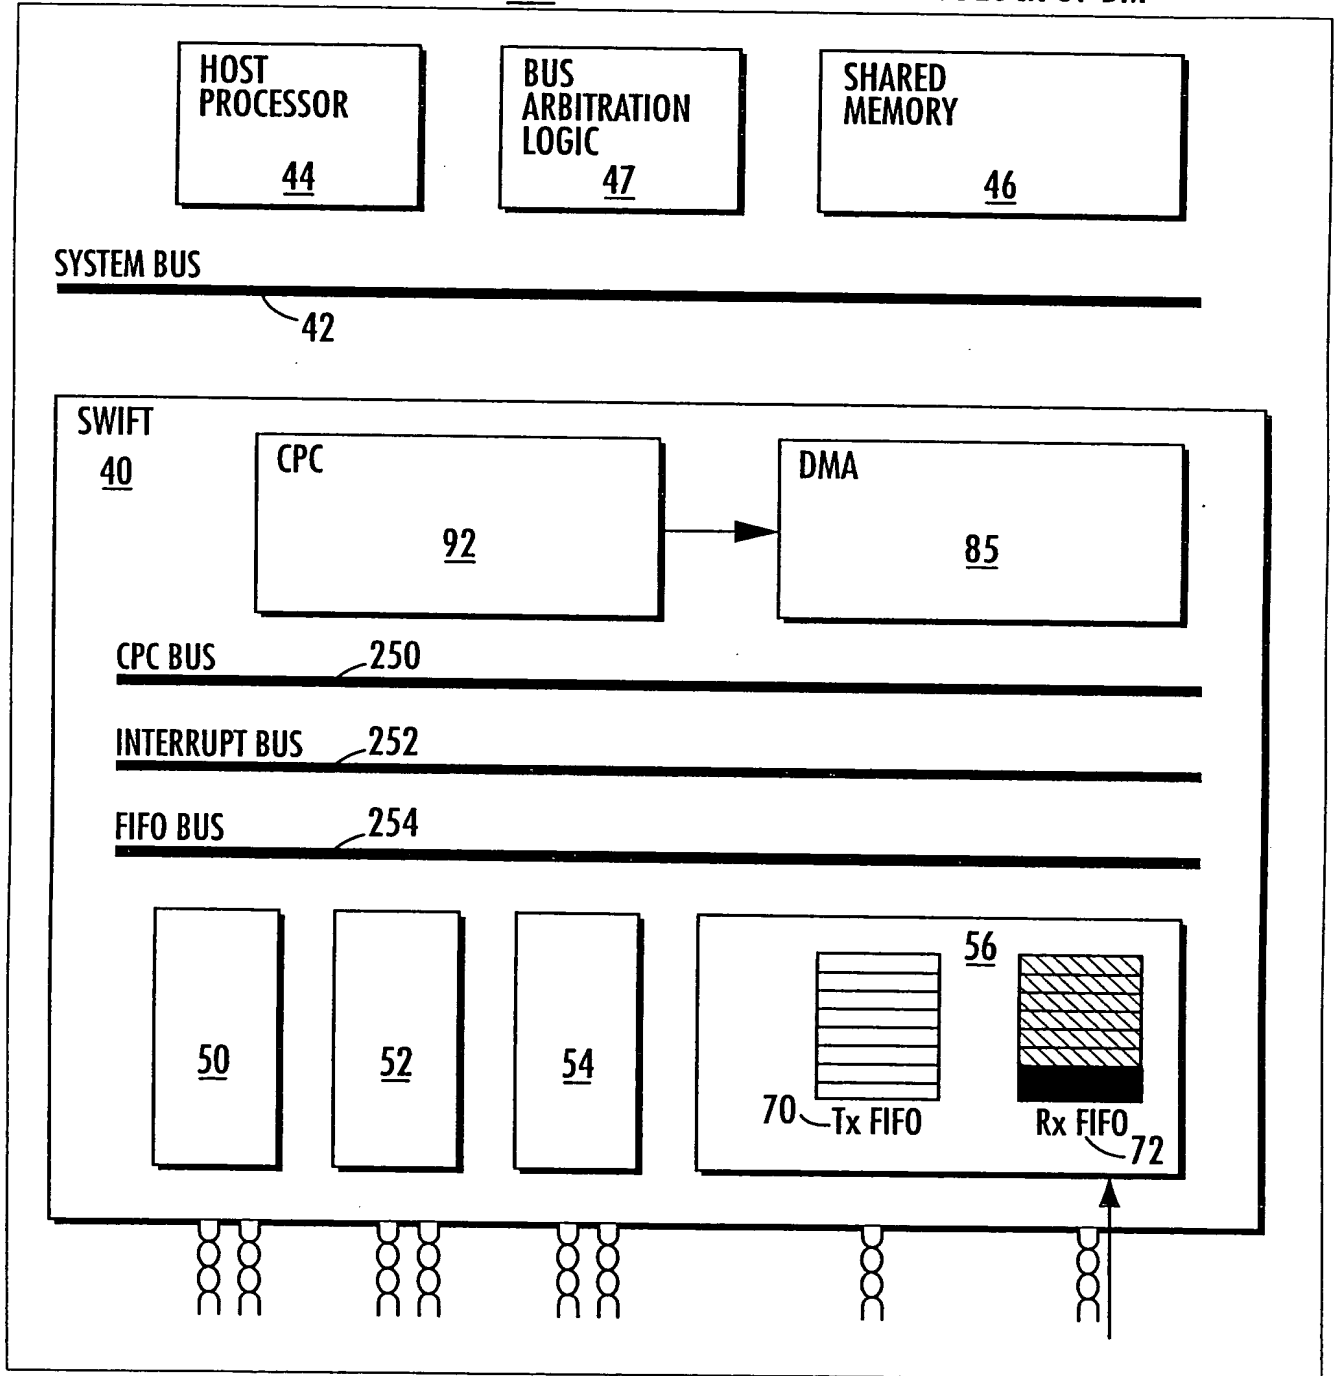 HOST
PROCESSOR
44
BUS
ARBITRATION
LOGIC
47
SHARED
MEMORY
46
SYSTEM BUS
42
SWIFT
40
CPC
92
DMA
85
CPC BUS
250
INTERRUPT BUS
252
FIFO BUS
254
50
52
54
56
70
Tx FIFO
Rx FIFO
72